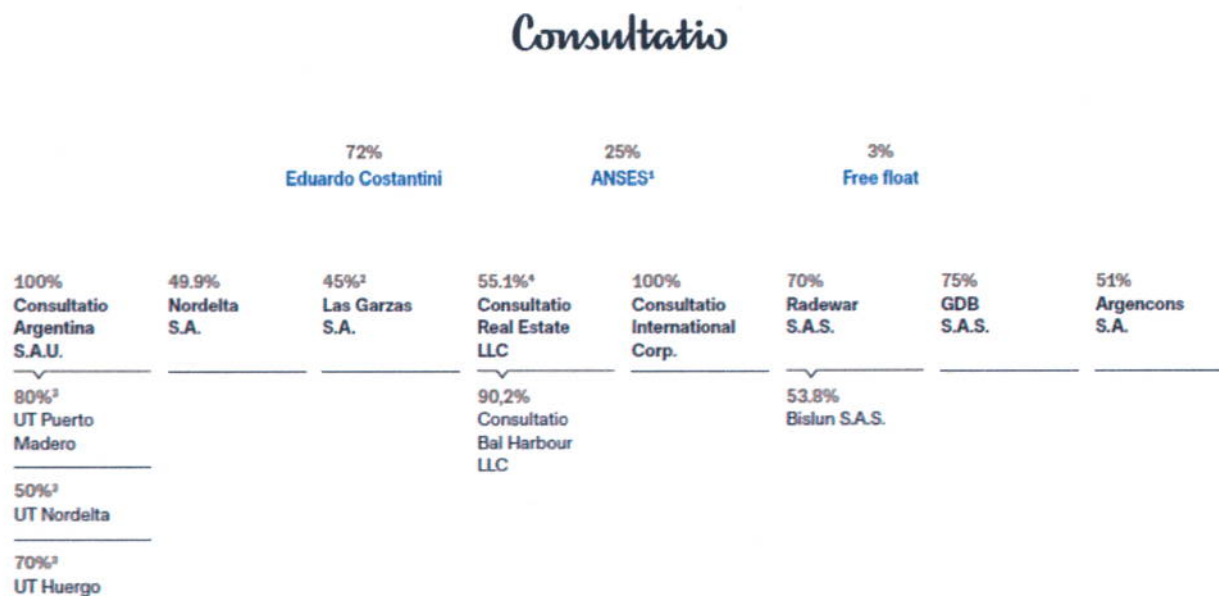 Consultatio
72%
Eduardo Costantini
25%
ANSES¹
3%
Free float
100%
Consultatio
Argentina
S.A.U.
80%³
UT Puerto
Madero
50%³
UT Nordelta
70%³
UT Huergo
49.9%
Nordelta
S.A.
45%²
Las Garzas
S.A.
55.1%⁴
Consultatio
Real Estate
LLC
90,2%
Consultatio
Bal Harbour
LLC
100%
Consultatio
International
Corp.
70%
Radewar
S.A.S.
53.8%
Bislun S.A.S.
75%
GDB
S.A.S.
51%
Argencons
S.A.